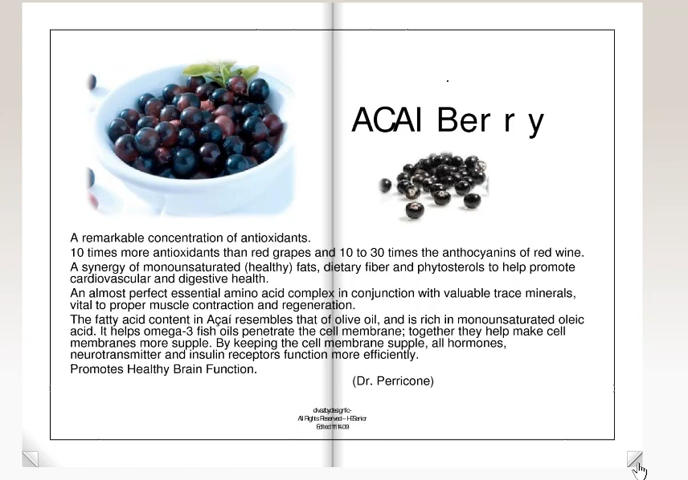 ACAI Berry
A remarkable concentration of antioxidants.
10 times more antioxidants than red grapes and 10 to 30 times the anthocyanins of red wine.
A synergy of monounsaturated (healthy) fats, dietary fiber and phytosterols to help promote
cardiovascular and digestive health.
An almost perfect essential amino acid complex in conjunction with valuable trace minerals,
vital to proper muscle contraction and regeneration.
The fatty acid content in Açaí resembles that of olive oil, and is rich in monounsaturated oleic
acid. It helps omega-3 fish oils penetrate the cell membrane; together they help make cell
membranes more supple. By keeping the cell membrane supple, all hormones,
neurotransmitter and insulin receptors function more efficiently.
Promotes Healthy Brain Function.
(Dr. Perricone)
All Rights Reserved –
Edited